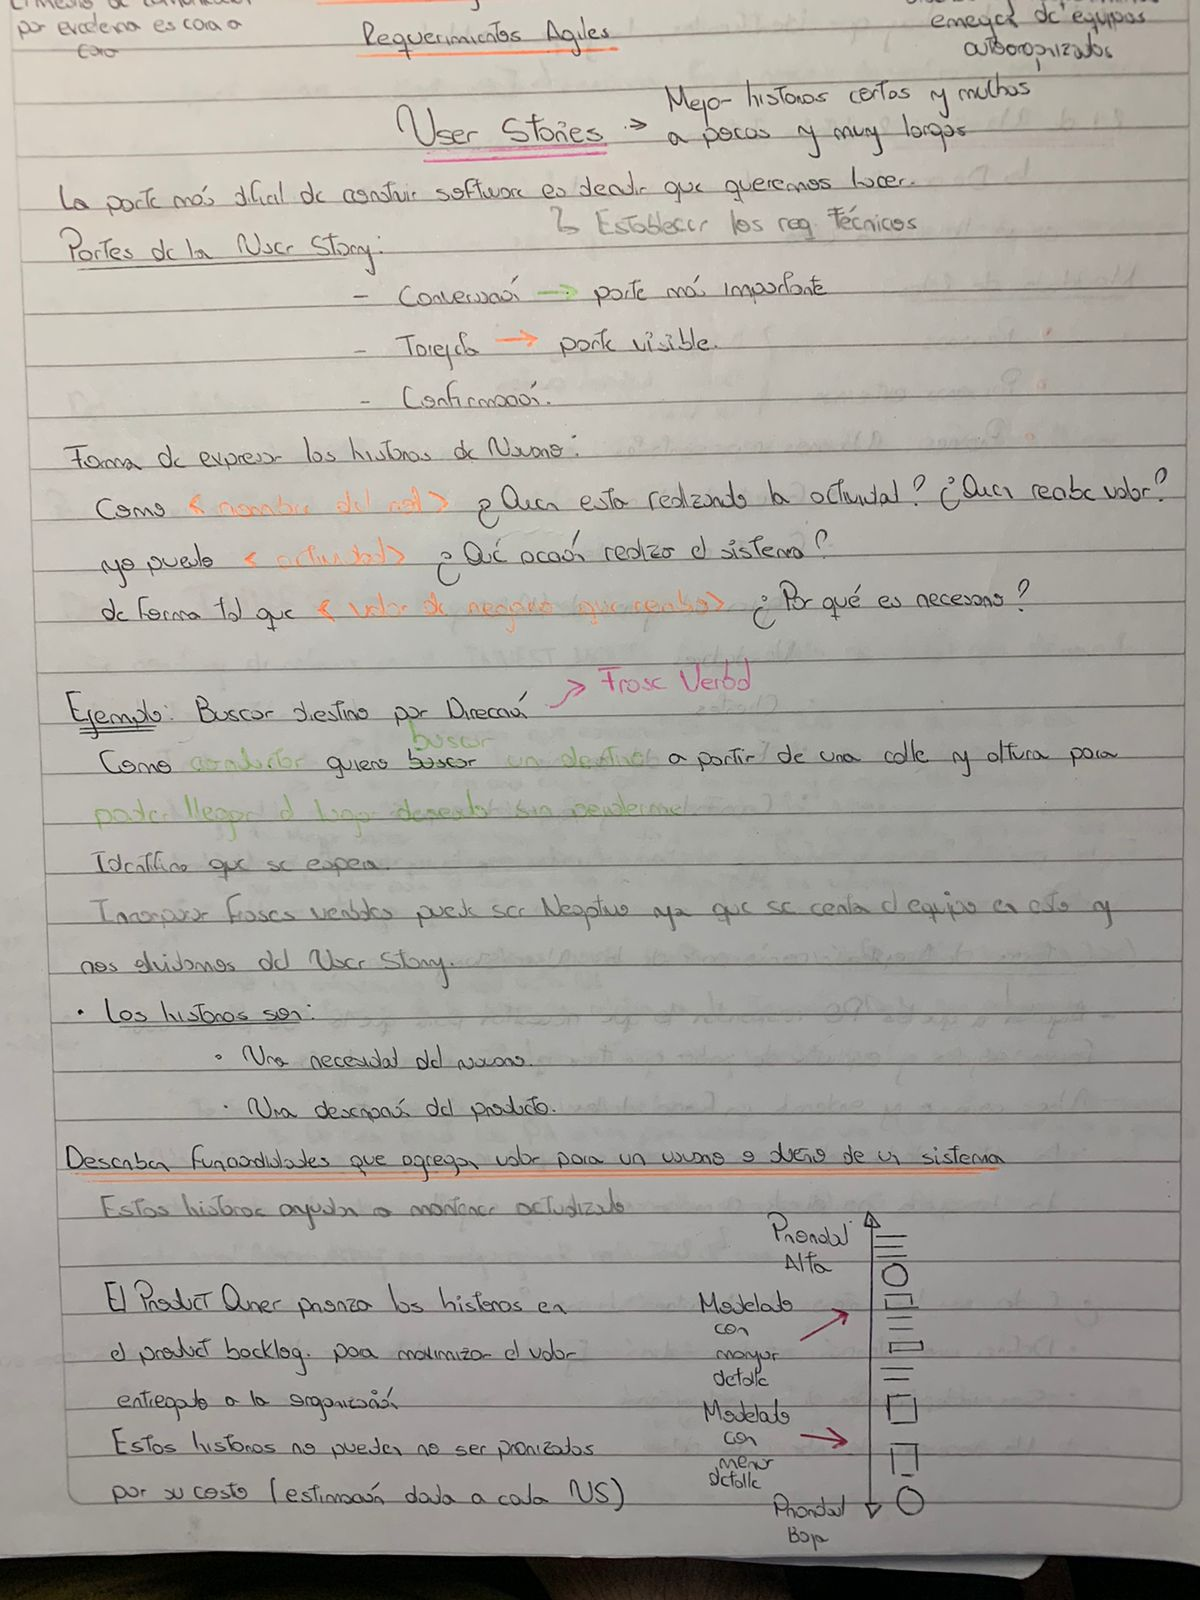 por excelencia es cara a
cara
Requerimientos Agiles
emerger de equipos
autoorganizados
User Stories → Mejor historias cortas y muchas
a pocas y muy largas
La parte más dificil de construir software es decidir que queremos hacer.
↳ Establecer los req. Técnicos
Partes de la User Story:
- Conversación → parte más importante
- Tarejeta → parte visible.
- Confirmación.
Forma de expresar las historias de Usuario:
Como < nombre del rol > ¿Quien esta realizando la actividad? ¿Quien recibe valor?
yo puedo < actividad > ¿Qué acción realiza el sistema?
de forma tal que < valor de negocio que recibo > ¿Por qué es necesario?
Ejemplo: Buscar destino por Dirección → Frase Verbal
buscar
Como conductor quiero buscar un destino a partir de una calle y altura para
poder llegar al lugar deseado sin perderme
Identifica que se espera.
Incorporar frases verbales puede ser Negativo ya que se centra el equipo en esto y
nos olvidamos del User Story.
• Las historias son:
• Una necesidad del usuario.
• Una descripción del producto.
Describen funcionalidades que agregan valor para un usuario o dueño de un sistema
Estas historias ayudan a mantener actualizado
Prioridad
Alta
El Product Owner prioriza las historias en
el product backlog. para maximizar el valor
entregado a la organización
Estas historias no pueden no ser priorizadas
por su costo (estimación dada a cada US)
Modelado
con
mayor
detalle
Modelado
con
menor
detalle
Prioridad
Baja